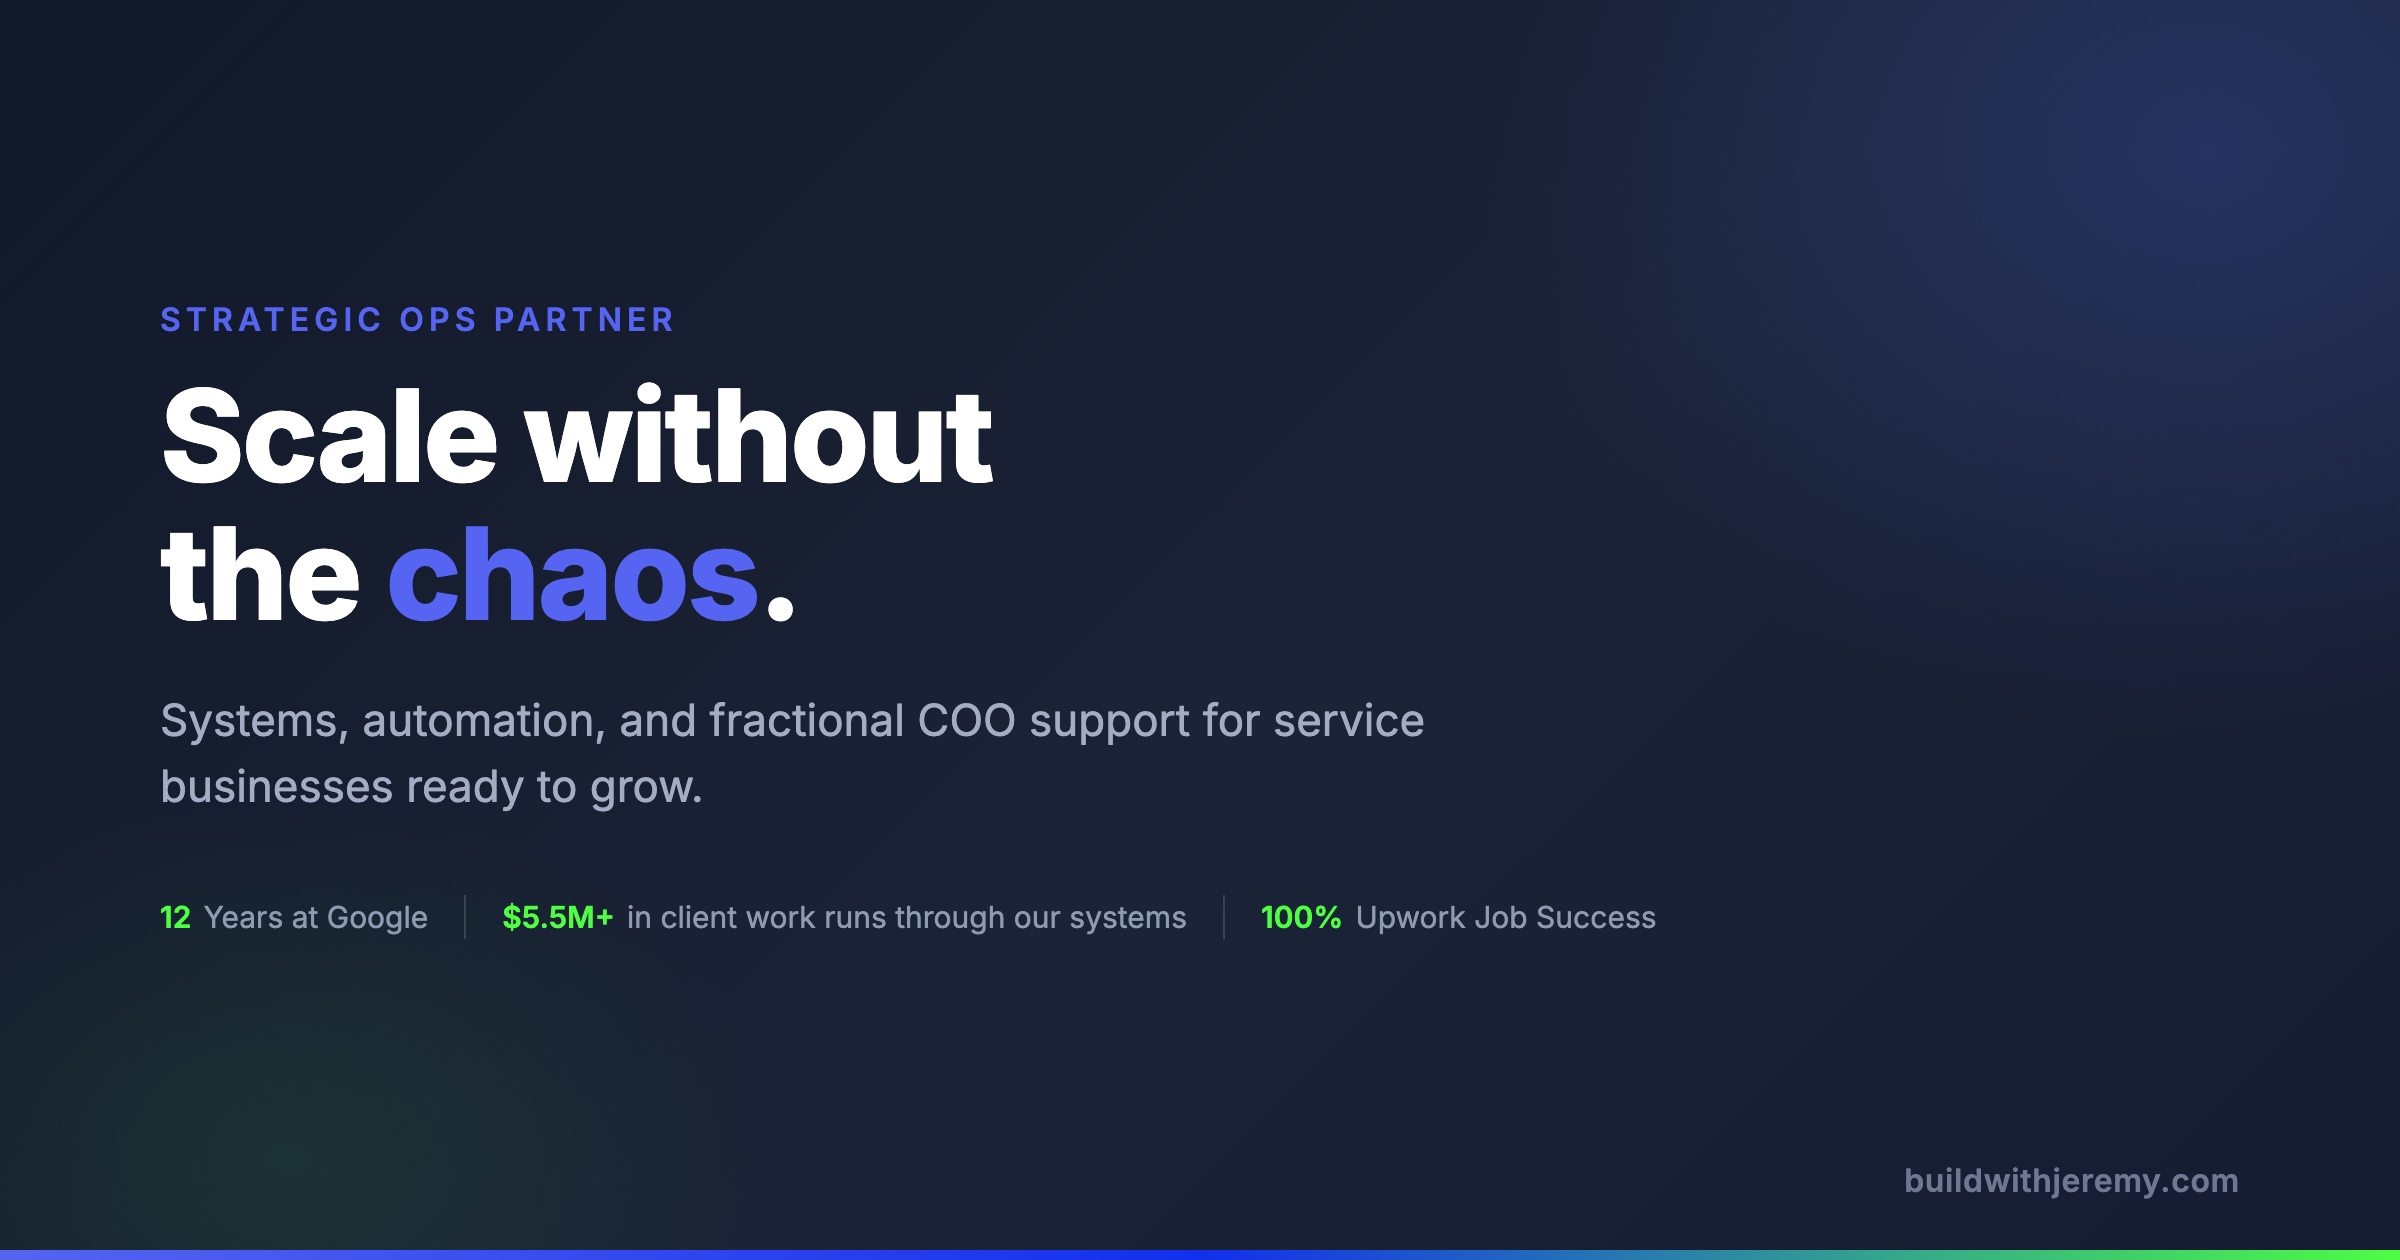 STRATEGIC OPS PARTNER
Scale without
the chaos.
Systems, automation, and fractional COO support for service
businesses ready to grow.
12 Years at Google
$5.5M+ in client work runs through our systems
100% Upwork Job Success
buildwithjeremy.com